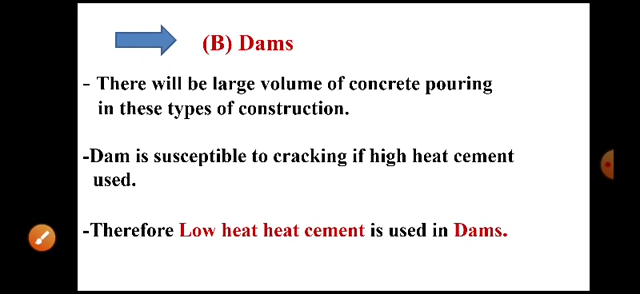 (B) Dams
- There will be large volume of concrete pouring
in these types of construction.
-Dam is susceptible to cracking if high heat cement
used.
-Therefore Low heat heat cement is used in Dams.